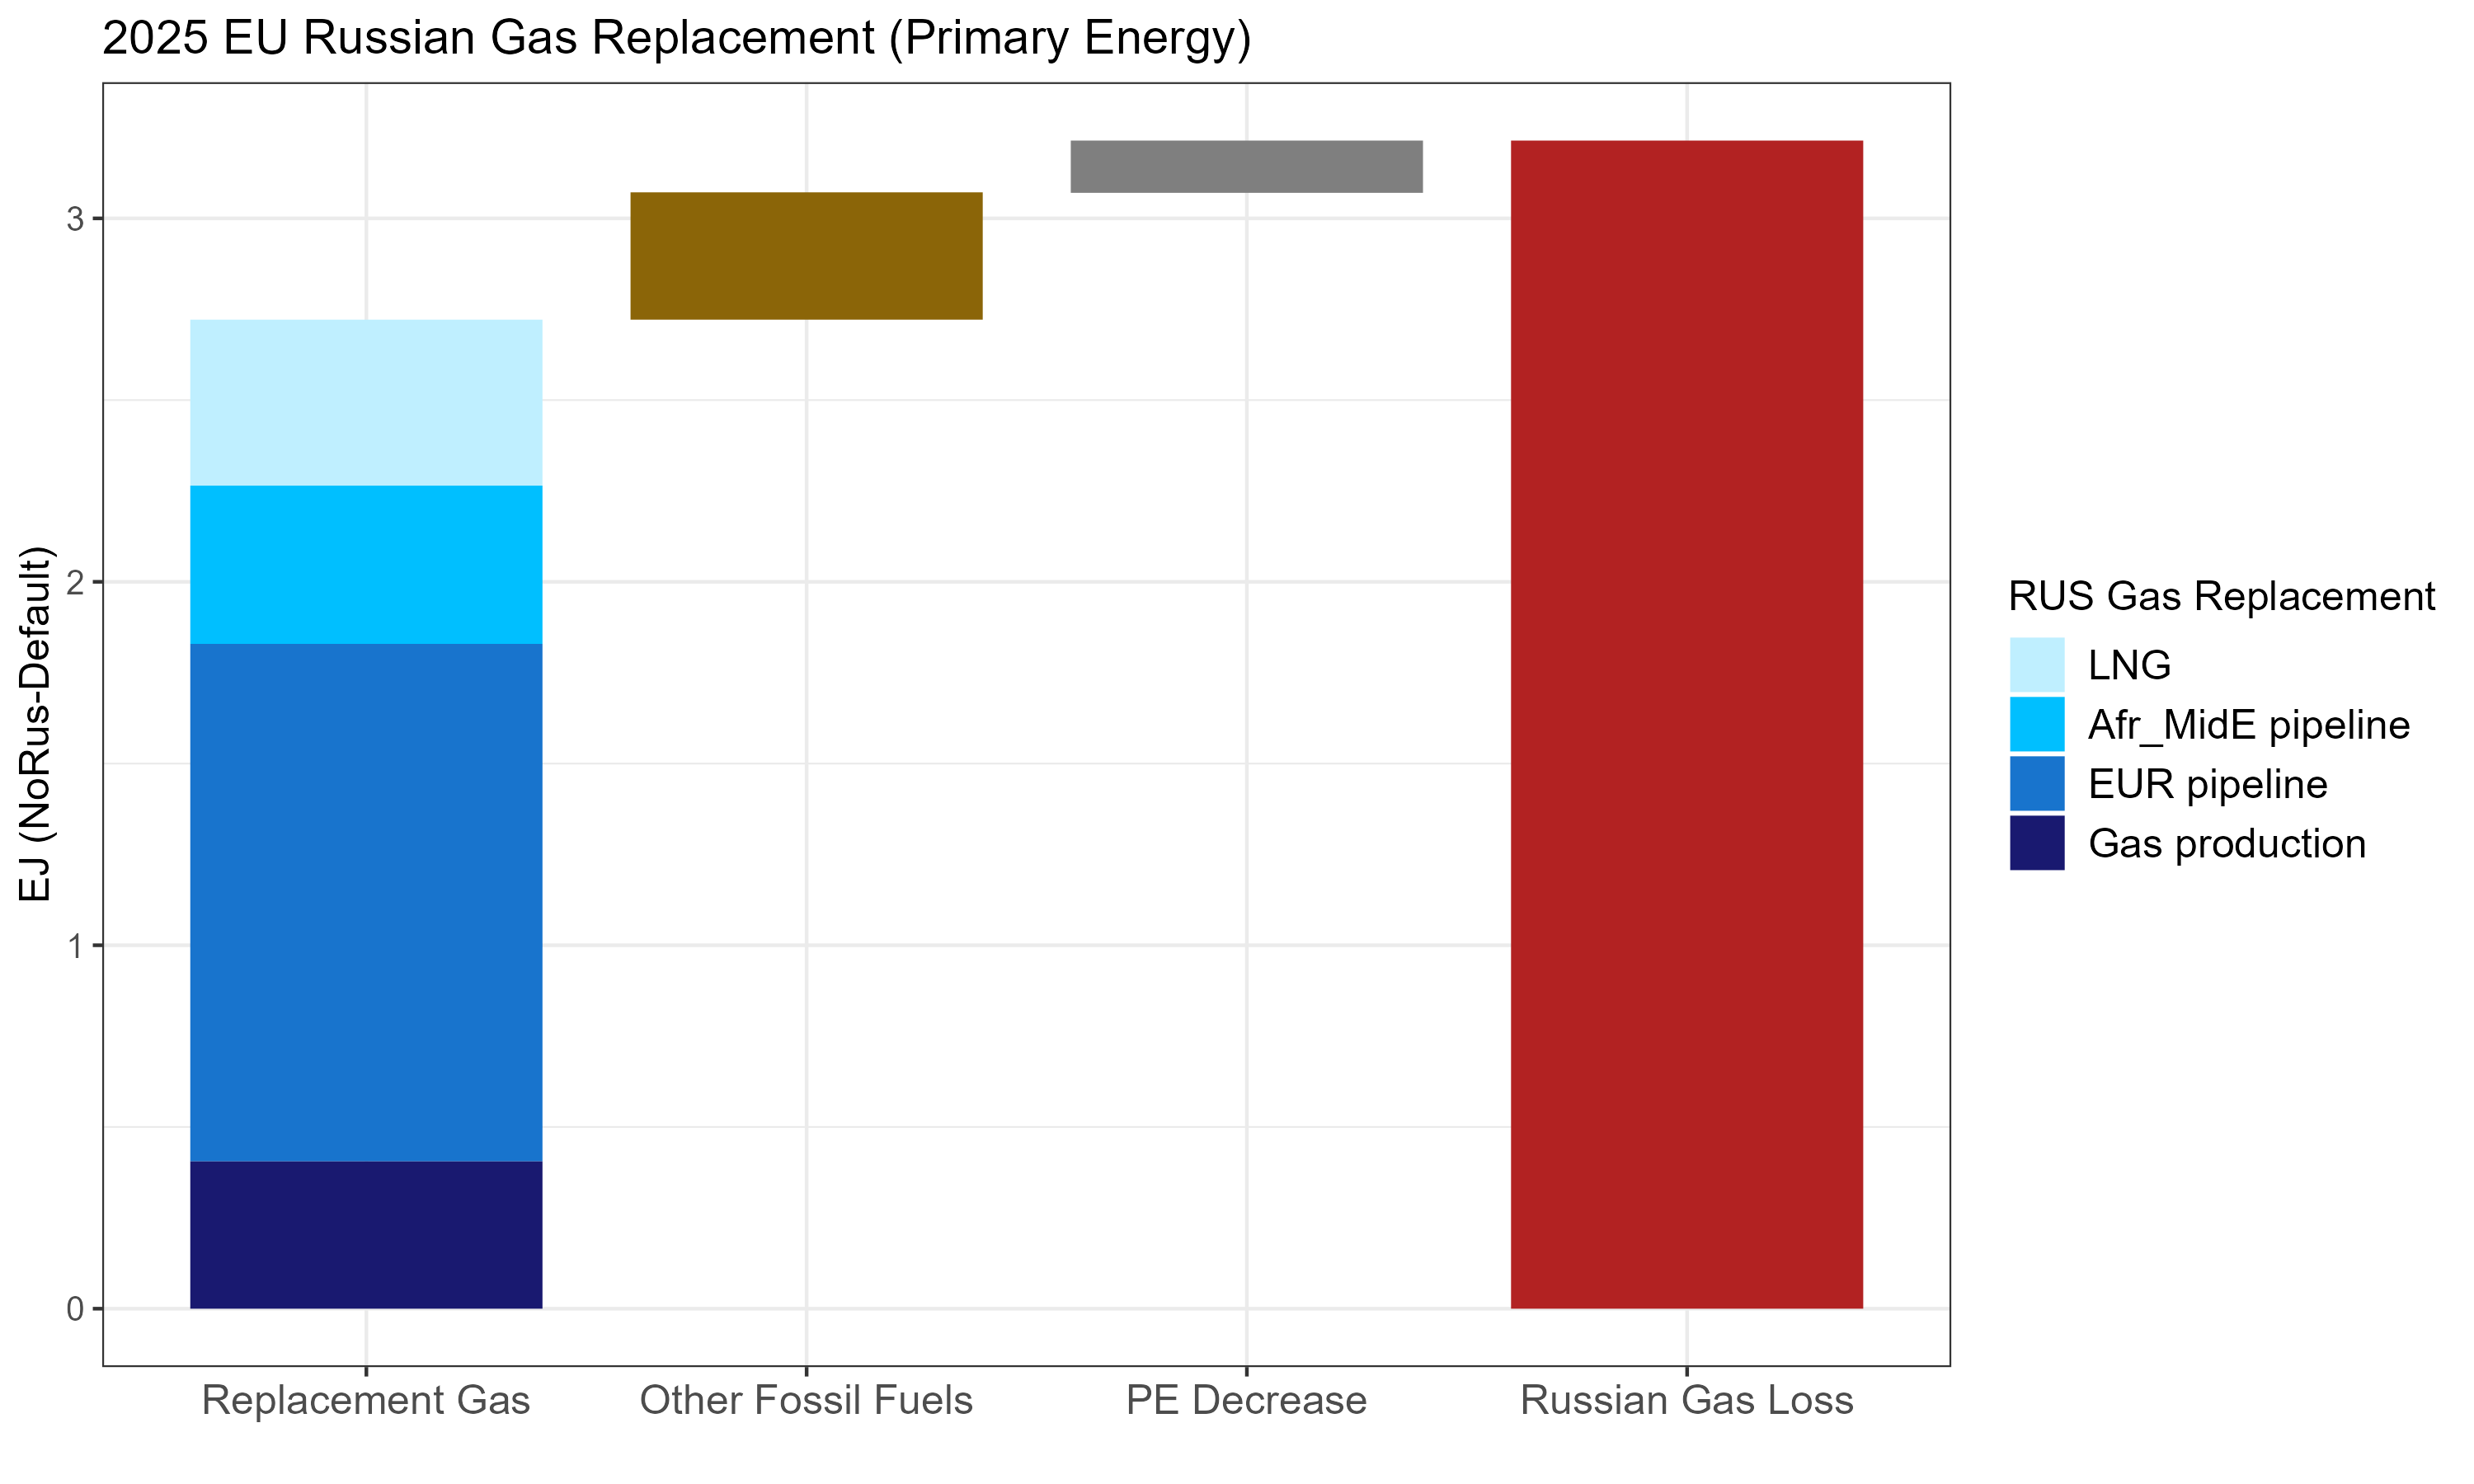 2025 EU Russian Gas Replacement (Primary Energy)
EJ (NoRus-Default)
3
2
1
0
Replacement Gas
Other Fossil Fuels
PE Decrease
Russian Gas Loss
RUS Gas Replacement
LNG
Afr_MidE pipeline
EUR pipeline
Gas production